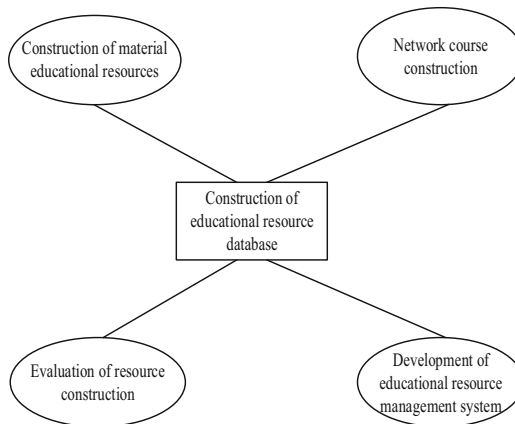 Construction of material
educational resources
Network course
construction
Construction of
educational resource
database
Evaluation of resource
construction
Development of
educational resource
management system